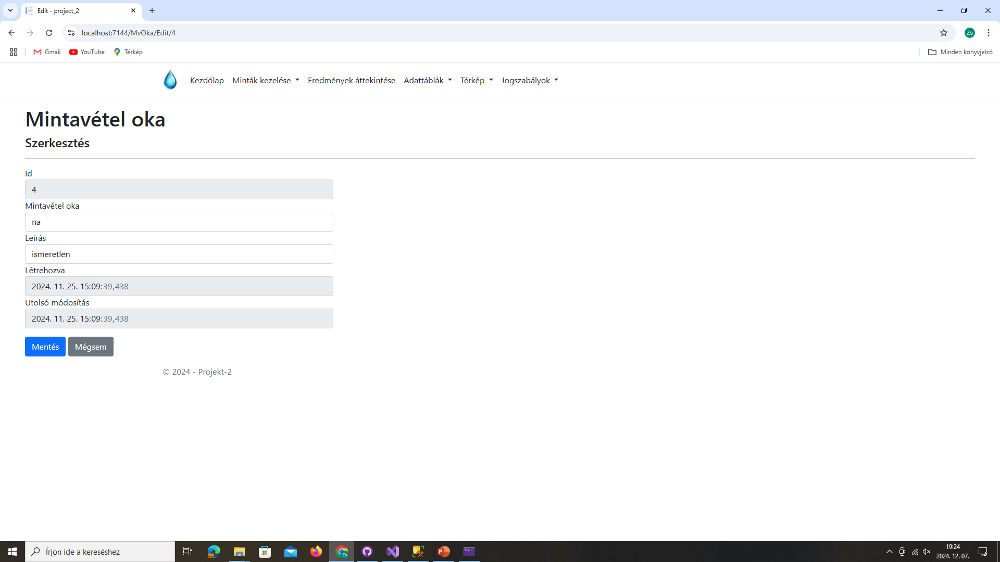 Edit - project_2
localhost:7144/MvOka/Edit/4
Zs
Gmail YouTube Térkép Minden könyvjelző
Kezdőlap Minták kezelése Eredmények áttekintése Adattáblák Térkép Jogszabályok
Mintavétel oka
Szerkesztés
Id
4
Mintavétel oka
na
Leírás
ismeretlen
Létrehozva
2024. 11. 25. 15:09:39,438
Utolsó módosítás
2024. 11. 25. 15:09:39,438
Mentés Mégsem
© 2024 - Projekt-2
Írjon ide a kereséshez
Zs
19:24
2024. 12. 07.